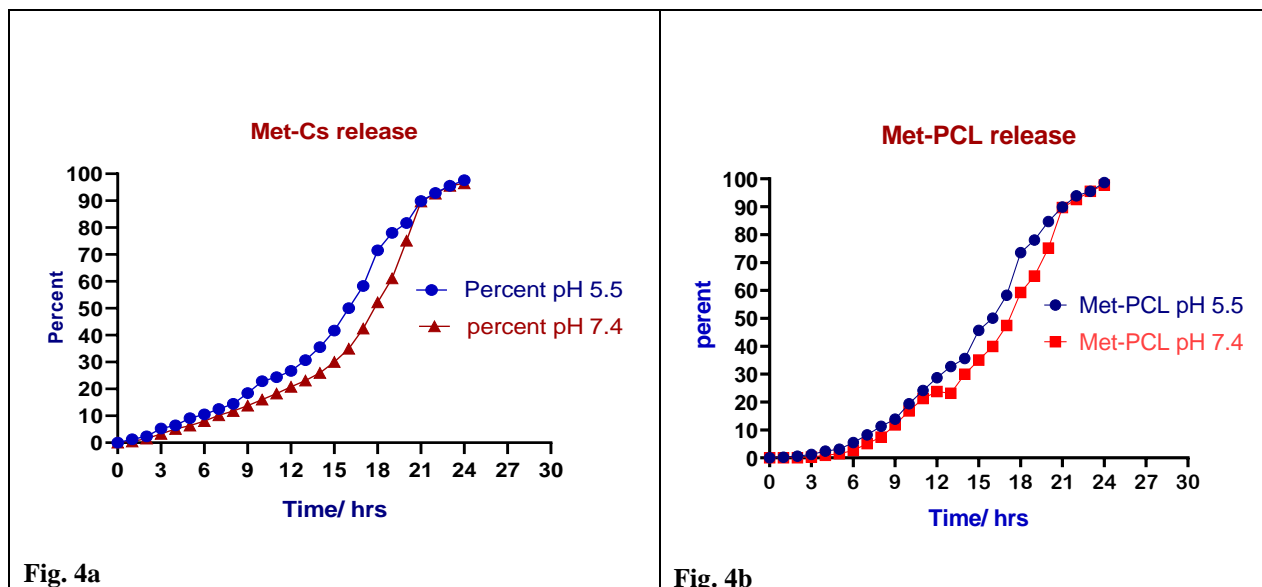 Met-Cs release
Percent
100
90
80
70
60
50
40
30
20
10
0
0 3 6 9 12 15 18 21 24 27 30
Time/ hrs
Percent pH 5.5
percent pH 7.4
Fig. 4a
Met-PCL release
perent
100
90
80
70
60
50
40
30
20
10
0
0 3 6 9 12 15 18 21 24 27 30
Time/ hrs
Met-PCL pH 5.5
Met-PCL pH 7.4
Fig. 4b